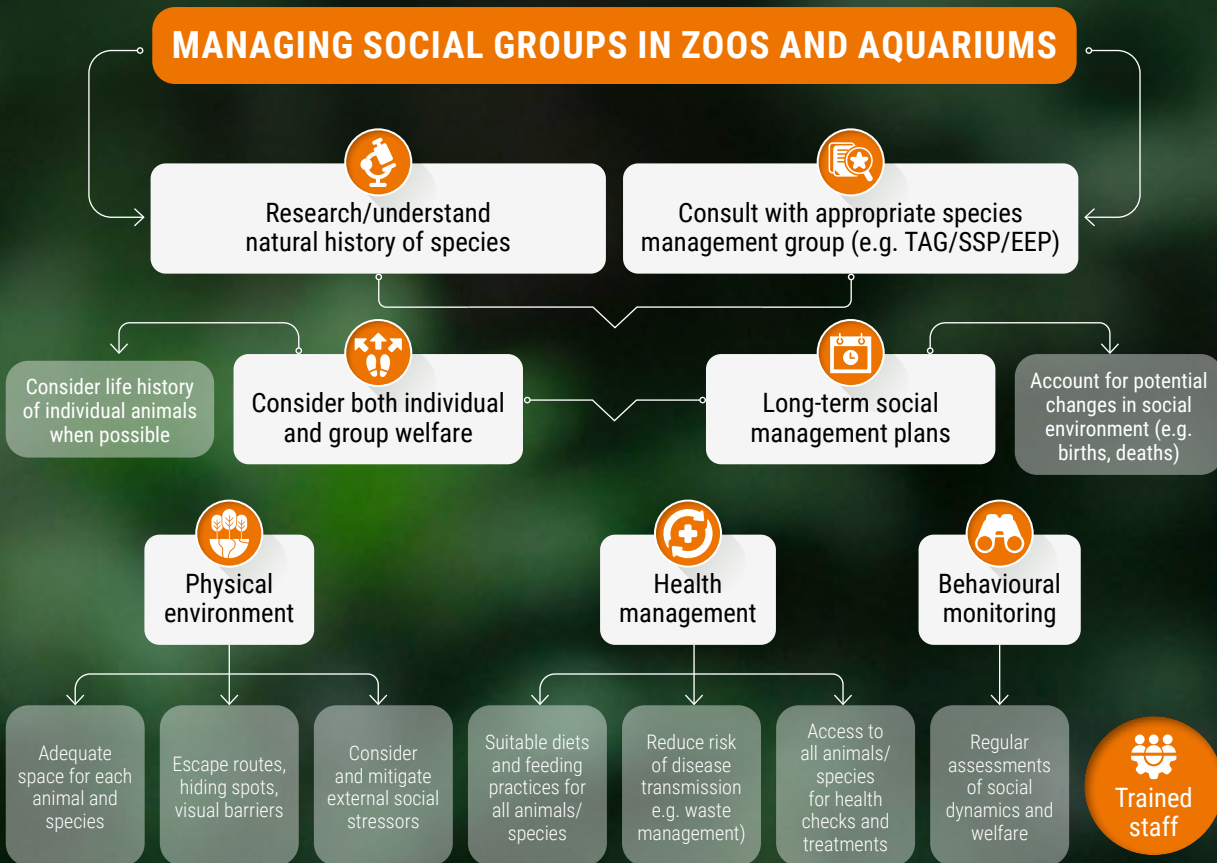 MANAGING SOCIAL GROUPS IN ZOOS AND AQUARIUMS
Research/understand
natural history of species
Consult with appropriate species
management group (e.g. TAG/SSP/EEP)
Consider life history
of individual animals
when possible
Consider both individual
and group welfare
Long-term social
management plans
Account for potential
changes in social
environment (e.g.
births, deaths)
Physical
environment
Health
management
Behavioural
monitoring
Adequate
space for each
animal and
species
Escape routes,
hiding spots,
visual barriers
Consider
and mitigate
external social
stressors
Suitable diets
and feeding
practices for
all animals/
species
Reduce risk
of disease
transmission
e.g. waste
management)
Access to
all animals/
species
for health
checks and
treatments
Regular
assessments
of social
dynamics and
welfare
Trained
staff